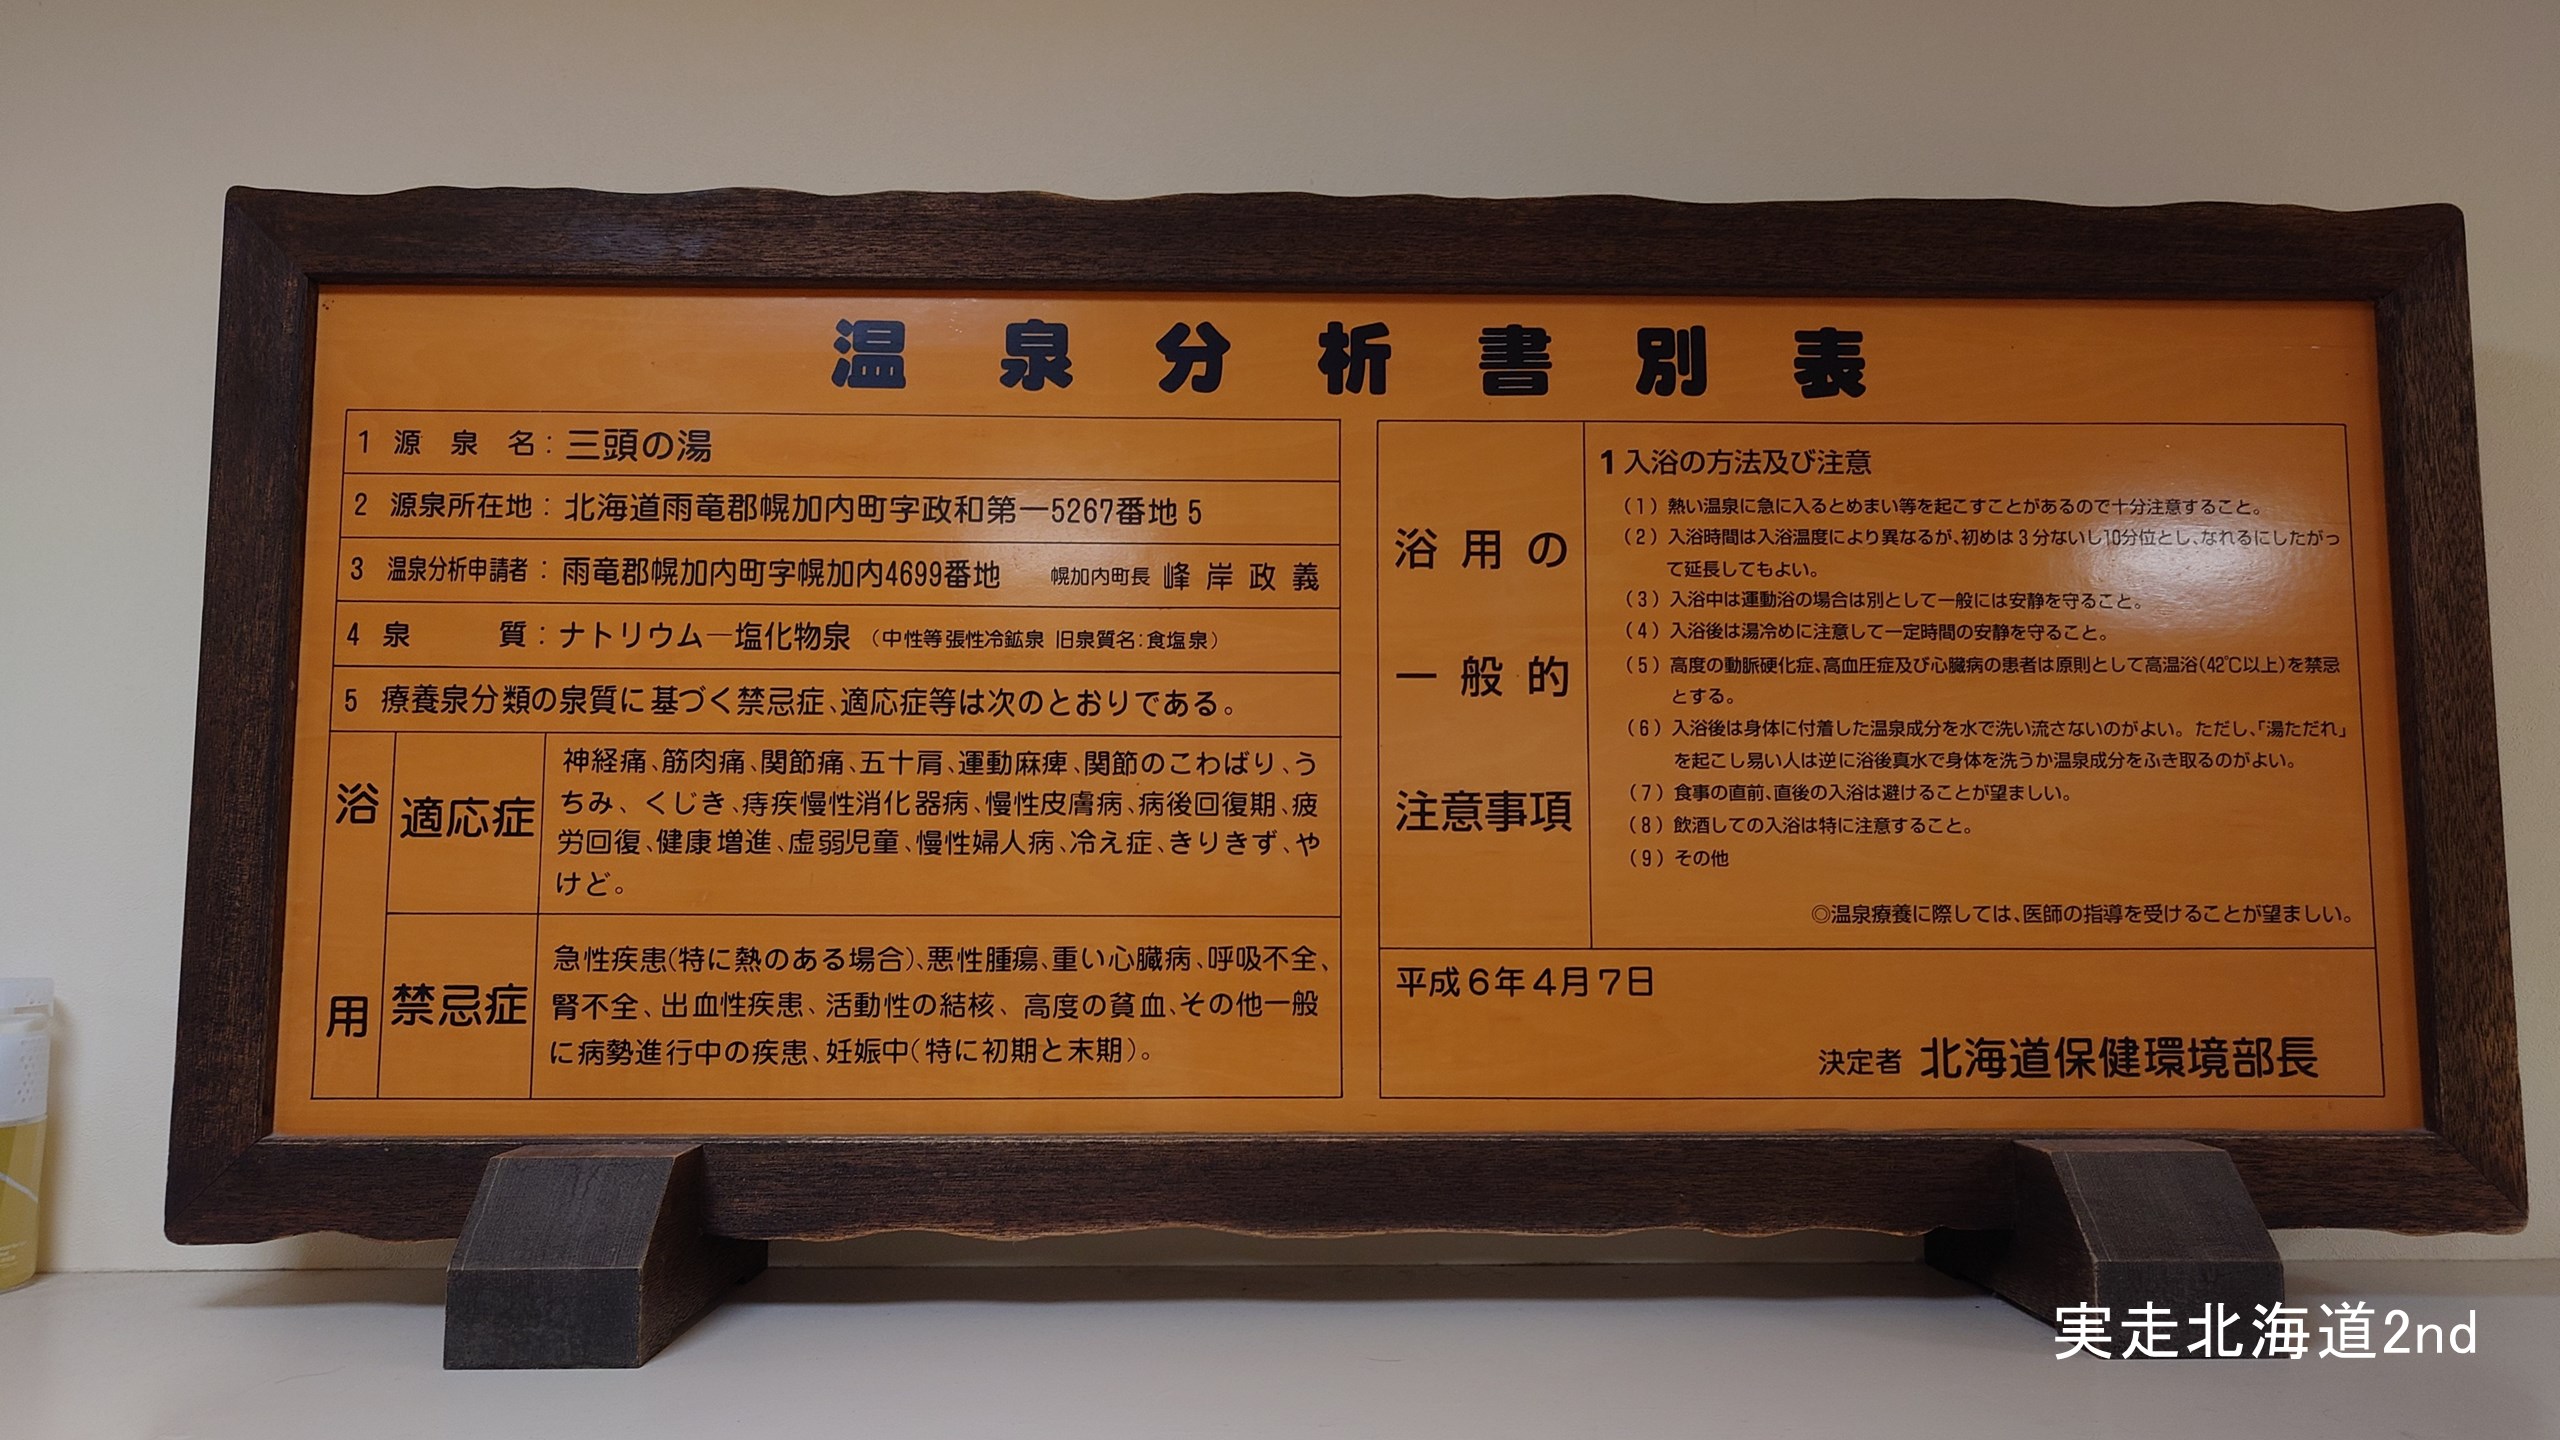 温泉分析書別表
1 源泉名：三頭の湯
2 源泉所在地：北海道雨竜郡幌加内町字政和第一5267番地5
3 温泉分析申請者：雨竜郡幌加内町字幌加内4699番地 幌加内町長 峰岸政義
4 泉質：ナトリウム―塩化物泉（中性等張性冷鉱泉 旧泉質名：食塩泉）
5 療養泉分類の泉質に基づく禁忌症、適応症等は次のとおりである。
浴用
適応症
神経痛、筋肉痛、関節痛、五十肩、運動麻痺、関節のこわばり、う
ちみ、くじき、痔疾慢性消化器病、慢性皮膚病、病後回復期、疲
労回復、健康増進、虚弱児童、慢性婦人病、冷え症、きりきず、や
けど。
禁忌症
急性疾患（特に熱のある場合）、悪性腫瘍、重い心臓病、呼吸不全、
腎不全、出血性疾患、活動性の結核、高度の貧血、その他一般
に病勢進行中の疾患、妊娠中（特に初期と末期）。
浴用の
一般的
注意事項
1 入浴の方法及び注意
（1）熱い温泉に急に入るとめまい等を起こすことがあるので十分注意すること。
（2）入浴時間は入浴温度により異なるが、初めは3分ないし10分位とし、なれるにしたがっ
て延長してもよい。
（3）入浴中は運動浴の場合は別として一般には安静を守ること。
（4）入浴後は湯冷めに注意して一定時間の安静を守ること。
（5）高度の動脈硬化症、高血圧症及び心臓病の患者は原則として高温浴（42℃以上）を禁忌
とする。
（6）入浴後は身体に付着した温泉成分を水で洗い流さないのがよい。ただし、「湯ただれ」
を起こし易い人は逆に浴後真水で身体を洗うか温泉成分をふき取るのがよい。
（7）食事の直前、直後の入浴は避けることが望ましい。
（8）飲酒しての入浴は特に注意すること。
（9）その他
◎温泉療養に際しては、医師の指導を受けることが望ましい。
平成6年4月7日
決定者 北海道保健環境部長
実走北海道2nd